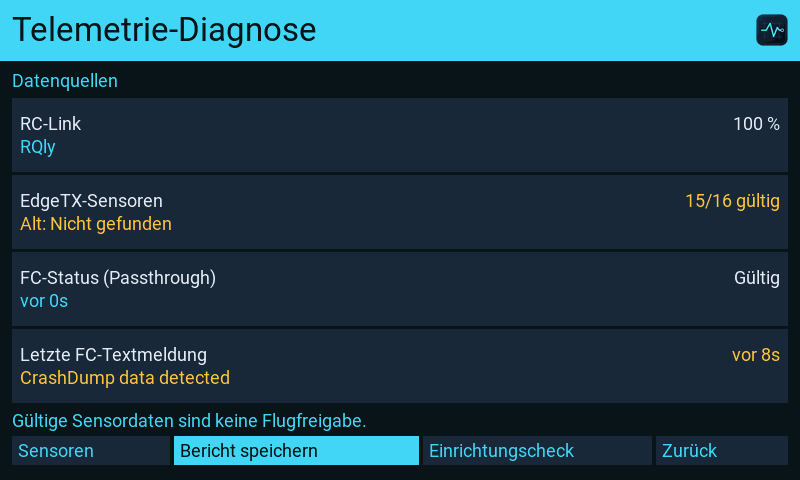 Telemetrie-Diagnose
Datenquellen
RC-Link 100 %
RQly
EdgeTX-Sensoren 15/16 gültig
Alt: Nicht gefunden
FC-Status (Passthrough) Gültig
vor 0s
Letzte FC-Textmeldung vor 8s
CrashDump data detected
Gültige Sensordaten sind keine Flugfreigabe.
Sensoren Bericht speichern Einrichtungscheck Zurück